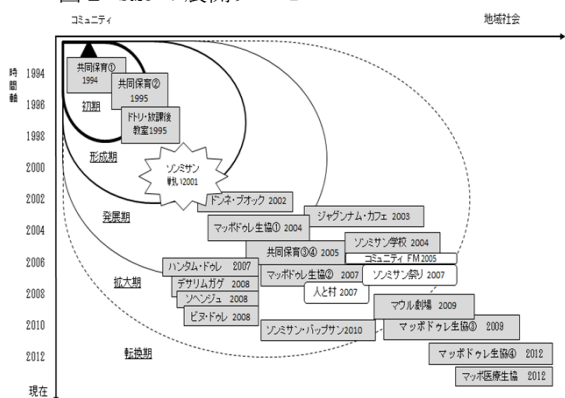 コミュニティ
地域社会
時間軸
1994
1996
1998
2000
2002
2004
2006
2008
2010
2012
現在
共同保育①
1994
共同保育②
1995
初期
ドトリ・放課後
教室1995
形成期
ソンミサン
戦い2001
発展期
ドンネ・ブオック 2002
ジャグンナム・カフェ 2003
マッポドゥレ生協① 2004
ソンミサン学校 2004
共同保育③④ 2005
コミュニティ FM 2005
ハンタム・ドゥレ 2007
マッポドゥレ生協② 2007
ソンミサン祭り 2007
拡大期
デサリムガゲ 2008
人と村 2007
ソヘンジュ 2008
マウル劇場 2009
ビヌ・ドゥレ 2008
ソンミサン・バップサン2010
マッポドゥレ生協③ 2009
転換期
マッポドゥレ生協④ 2012
マッポ医療生協 2012